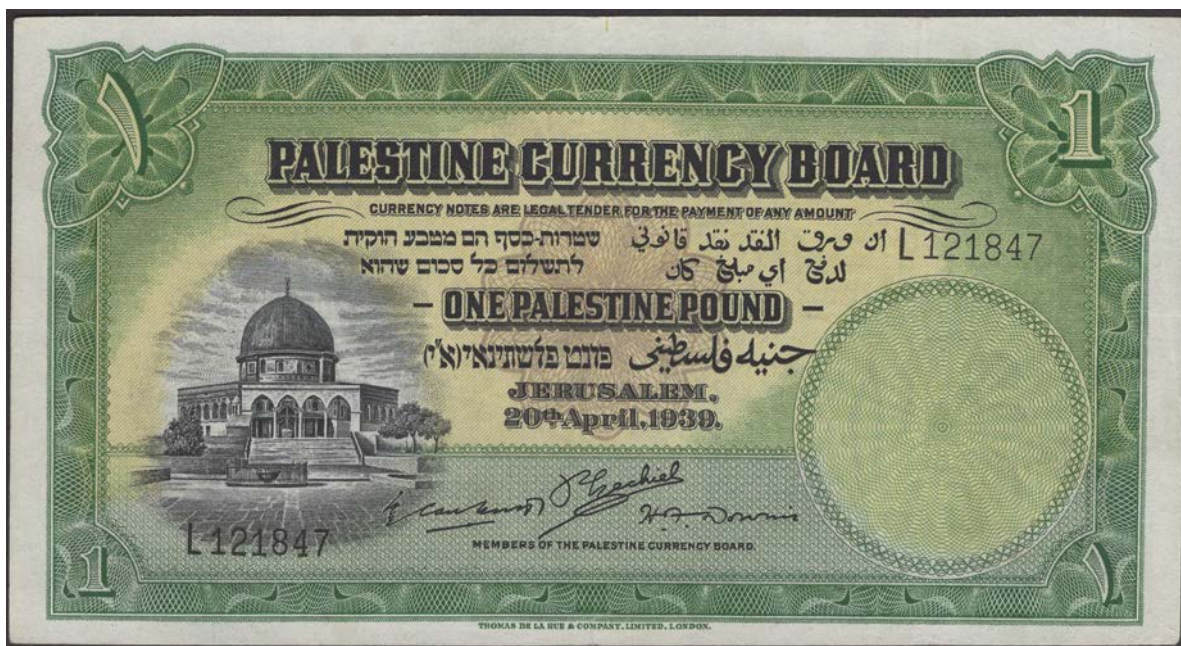 ١
1
PALESTINE CURRENCY BOARD
CURRENCY NOTES ARE LEGAL TENDER FOR THE PAYMENT OF ANY AMOUNT
ان ورق النقد نقد قانوني
שטרות-כסף הם מטבע חוקית
L 121847
لدفع اي مبلغ كان
לתשלום כל סכום שהוא
— ONE PALESTINE POUND —
جنيه فلسطيني
פונט פלשתינאי(א״י)
JERUSALEM,
20th April, 1939.
L 121847
MEMBERS OF THE PALESTINE CURRENCY BOARD.
1
١
THOMAS DE LA RUE & COMPANY, LIMITED, LONDON.